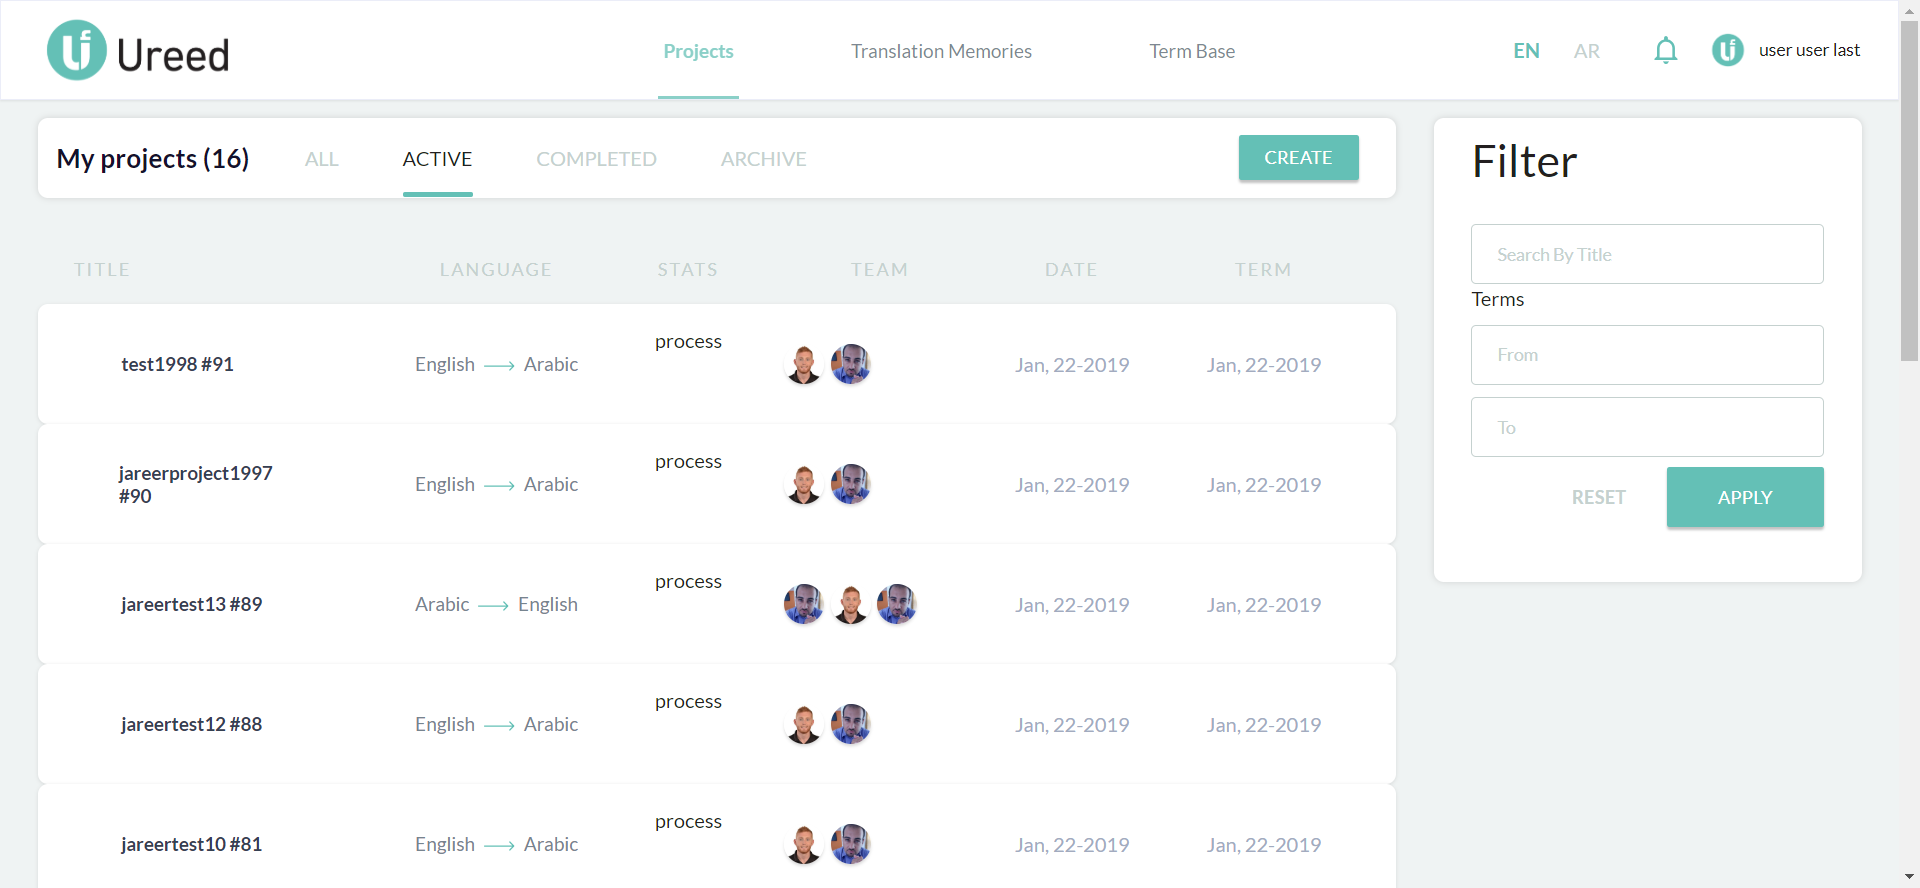 Ureed
Projects
Translation Memories
Term Base
EN
AR
user user last
My projects (16)
ALL
ACTIVE
COMPLETED
ARCHIVE
CREATE
TITLE
LANGUAGE
STATS
TEAM
DATE
TERM
test1998 #91
English
Arabic
process
Jan, 22-2019
Jan, 22-2019
jareerproject1997
#90
English
Arabic
process
Jan, 22-2019
Jan, 22-2019
jareertest13 #89
Arabic
English
process
Jan, 22-2019
Jan, 22-2019
jareertest12 #88
English
Arabic
process
Jan, 22-2019
Jan, 22-2019
jareertest10 #81
English
Arabic
process
Jan, 22-2019
Jan, 22-2019
Filter
Search By Title
Terms
From
To
RESET
APPLY